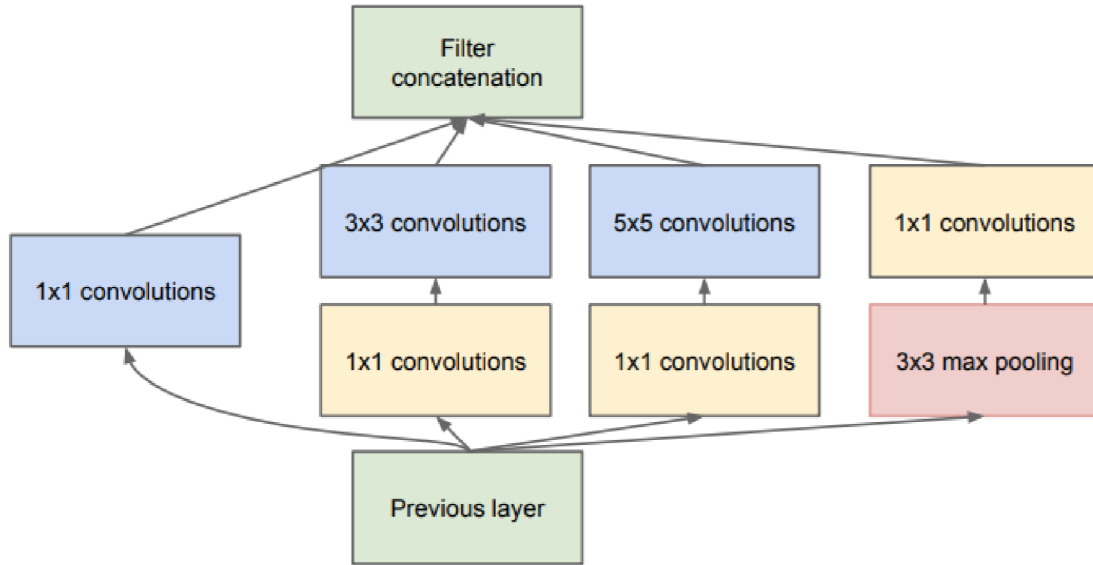 Filter
concatenation
3x3 convolutions
5x5 convolutions
1x1 convolutions
1x1 convolutions
1x1 convolutions
1x1 convolutions
3x3 max pooling
Previous layer